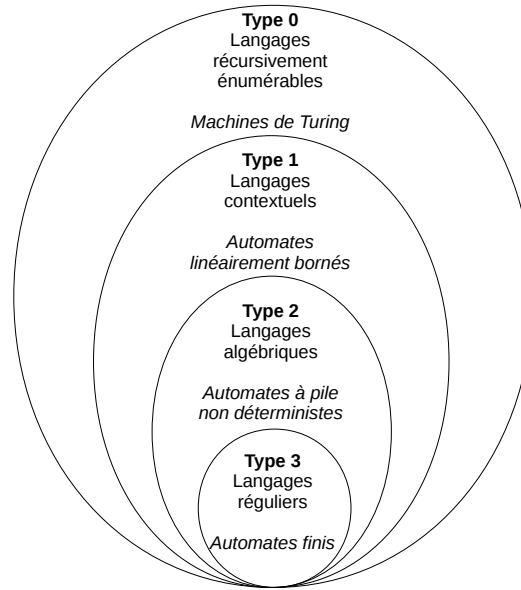 Type 0
Langages
récursivement
énumérables
Machines de Turing
Type 1
Langages
contextuels
Automates
linéairement bornés
Type 2
Langages
algébriques
Automates à pile
non déterministes
Type 3
Langages
réguliers
Automates finis